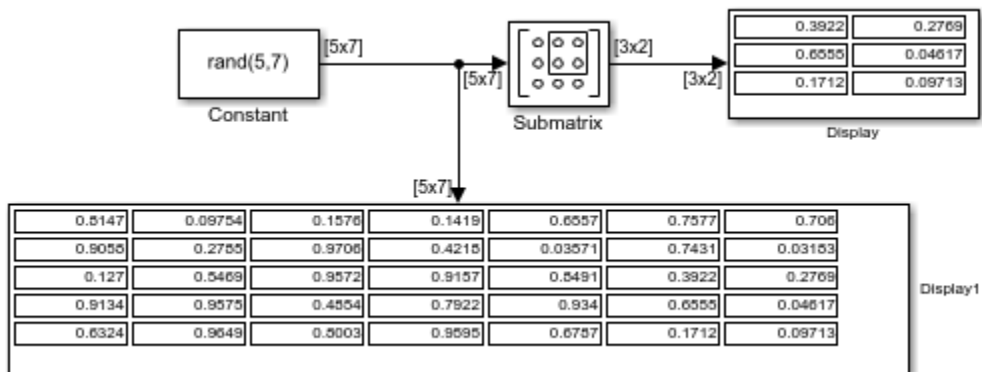 rand(5,7)
Constant
[5x7]
[5x7]
Submatrix
[3x2]
[3x2]
0.3922 0.2769
0.6555 0.04617
0.1712 0.09713
Display
[5x7]
0.8147 0.09754 0.1576 0.1419 0.6557 0.7577 0.706
0.9058 0.2785 0.9706 0.4218 0.03571 0.7431 0.03183
0.127 0.5469 0.9572 0.9157 0.8491 0.3922 0.2769
0.9134 0.9575 0.4854 0.7922 0.934 0.6555 0.04617
0.6324 0.9649 0.8003 0.9595 0.6787 0.1712 0.09713
Display1